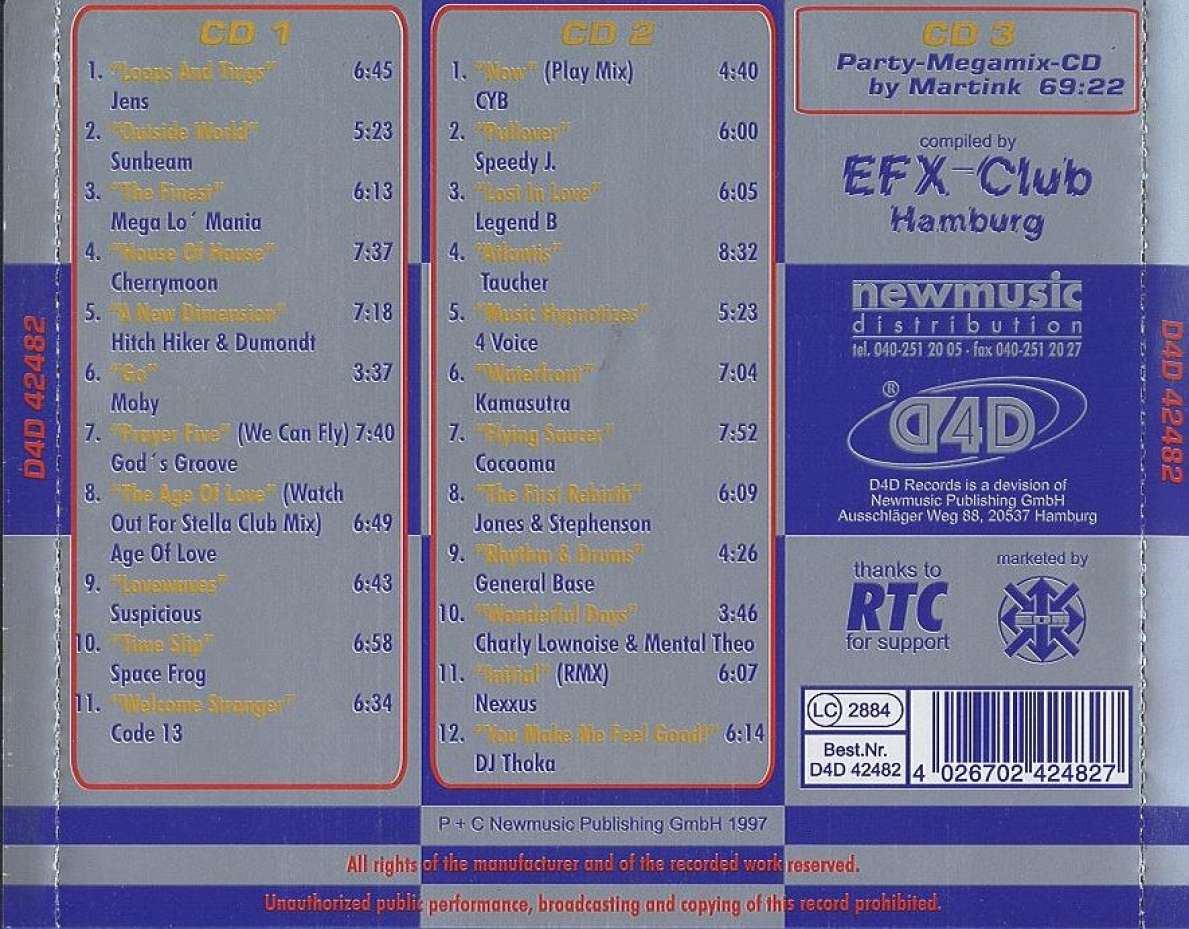 CD 1
1. "Loops And Tings" 6:45
Jens
2. "Outside World" 5:23
Sunbeam
3. "The Finest" 6:13
Mega Lo´ Mania
4. "House Of House" 7:37
Cherrymoon
5. "A New Dimension" 7:18
Hitch Hiker & Dumondt
6. "Go" 3:37
Moby
7. "Prayer Five" (We Can Fly) 7:40
God´s Groove
8. "The Age Of Love" (Watch
Out For Stella Club Mix) 6:49
Age Of Love
9. "Lovewaves" 6:43
Suspicious
10. "Time Slip" 6:58
Space Frog
11. "Welcome Stranger" 6:34
Code 13
CD 2
1. "Now" (Play Mix) 4:40
CYB
2. "Pullover" 6:00
Speedy J.
3. "Lost In Love" 6:05
Legend B
4. "Atlantis" 8:32
Taucher
5. "Music Hypnotizes" 5:23
4 Voice
6. "Waterfront" 7:04
Kamasutra
7. "Flying Saucer" 7:52
Cocooma
8. "The First Rebirth" 6:09
Jones & Stephenson
9. "Rhythm & Drums" 4:26
General Base
10. "Wonderful Days" 3:46
Charly Lownoise & Mental Theo
11. "Initial" (RMX) 6:07
Nexxus
12. "You Make Me Feel Good!" 6:14
DJ Thoka
CD 3
Party-Megamix-CD
by Martink 69:22
compiled by
EFX-Club
Hamburg
newmusic
distribution
tel. 040-251 20 05 - fax 040-251 20 27
®
D4D
D4D Records is a devision of
Newmusic Publishing GmbH
Ausschläger Weg 88, 20537 Hamburg
thanks to
RTC
for support
marketed by
LC 2884
Best.Nr.
D4D 42482
4 026702 424827
P + C Newmusic Publishing GmbH 1997
All rights of the manufacturer and of the recorded work reserved.
Unauthorized public performance, broadcasting and copying of this record prohibited.
D4D 42482
D4D 42482